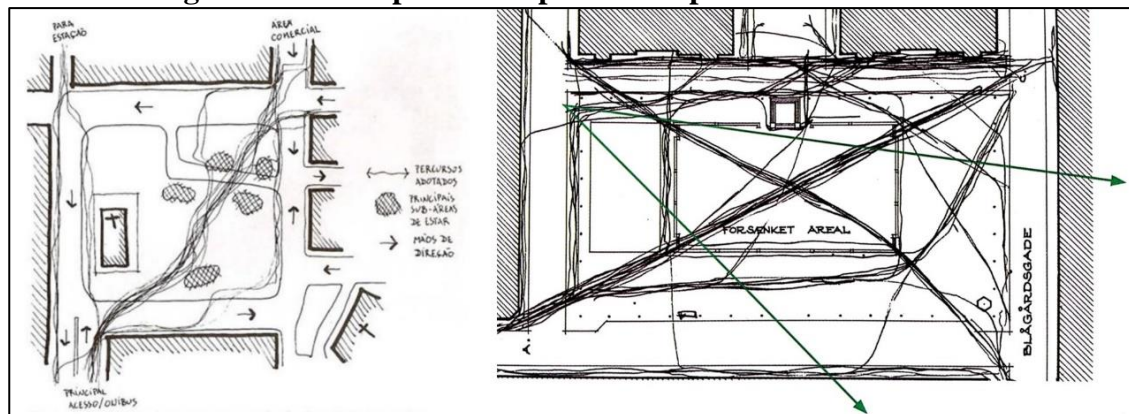 PARA
ESTAÇÃO
ÁREA
COMERCIAL
PERCURSOS
ADOTADOS
PRINCIPAIS
SUB-ÁREAS
DE ESTAR
MÃOS DE
DIREÇÃO
PRINCIPAL
ACESSO/ÔNIBUS
FORSÆNKET AREAL
BLÅGÅRDSGADE
A.